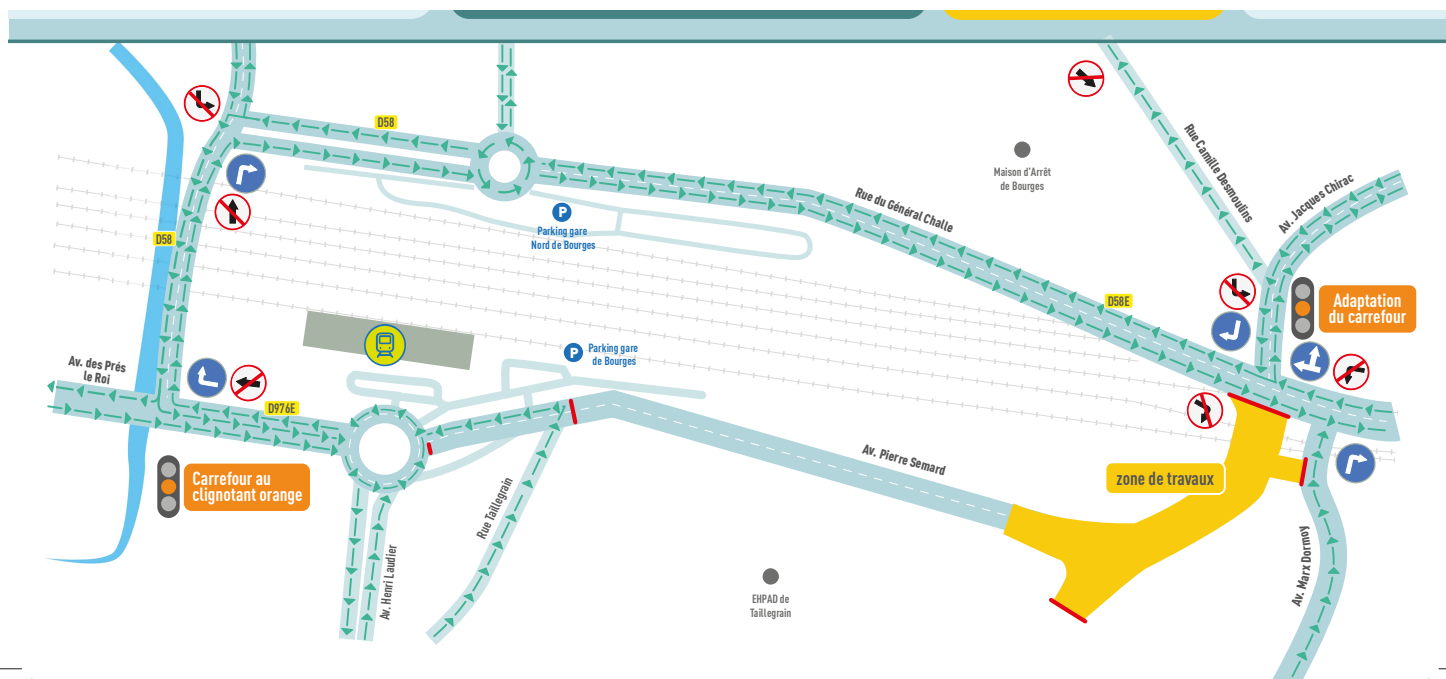 D58
Maison d'Arrêt
de Bourges
Rue Camille Desmoulins
Av. Jacques Chirac
P
Parking gare
Nord de Bourges
Rue du Général Challe
D58
D58E
Adaptation
du carrefour
P
Parking gare
de Bourges
Av. des Prés
le Roi
D976E
Av. Pierre Semard
zone de travaux
Carrefour au
clignotant orange
Rue Taillegrain
Av. Henri Laudier
Av. Marx Dormoy
EHPAD de
Taillegrain